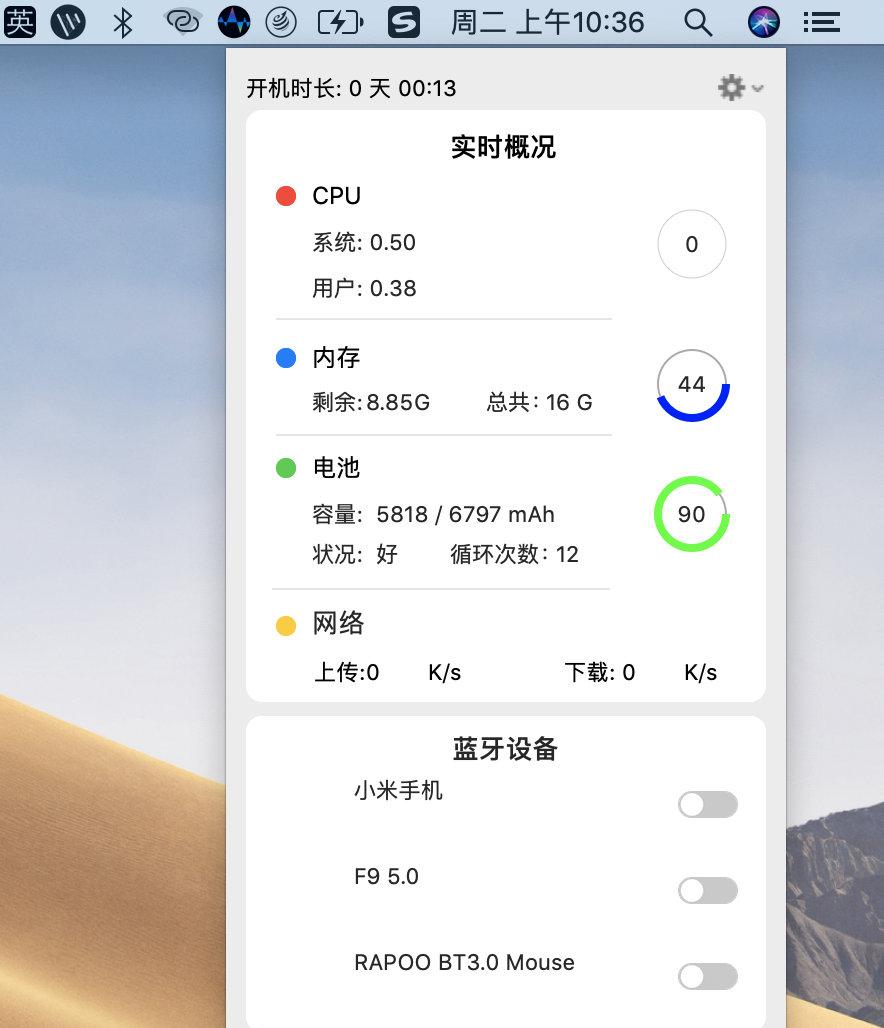 英 周二 上午10:36
开机时长: 0 天 00:13
实时概况
CPU
系统: 0.50
0
用户: 0.38
内存
44
剩余:8.85G 总共: 16 G
电池
容量: 5818 / 6797 mAh
90
状况: 好 循环次数: 12
网络
上传:0 K/s 下载: 0 K/s
蓝牙设备
小米手机
F9 5.0
RAPOO BT3.0 Mouse